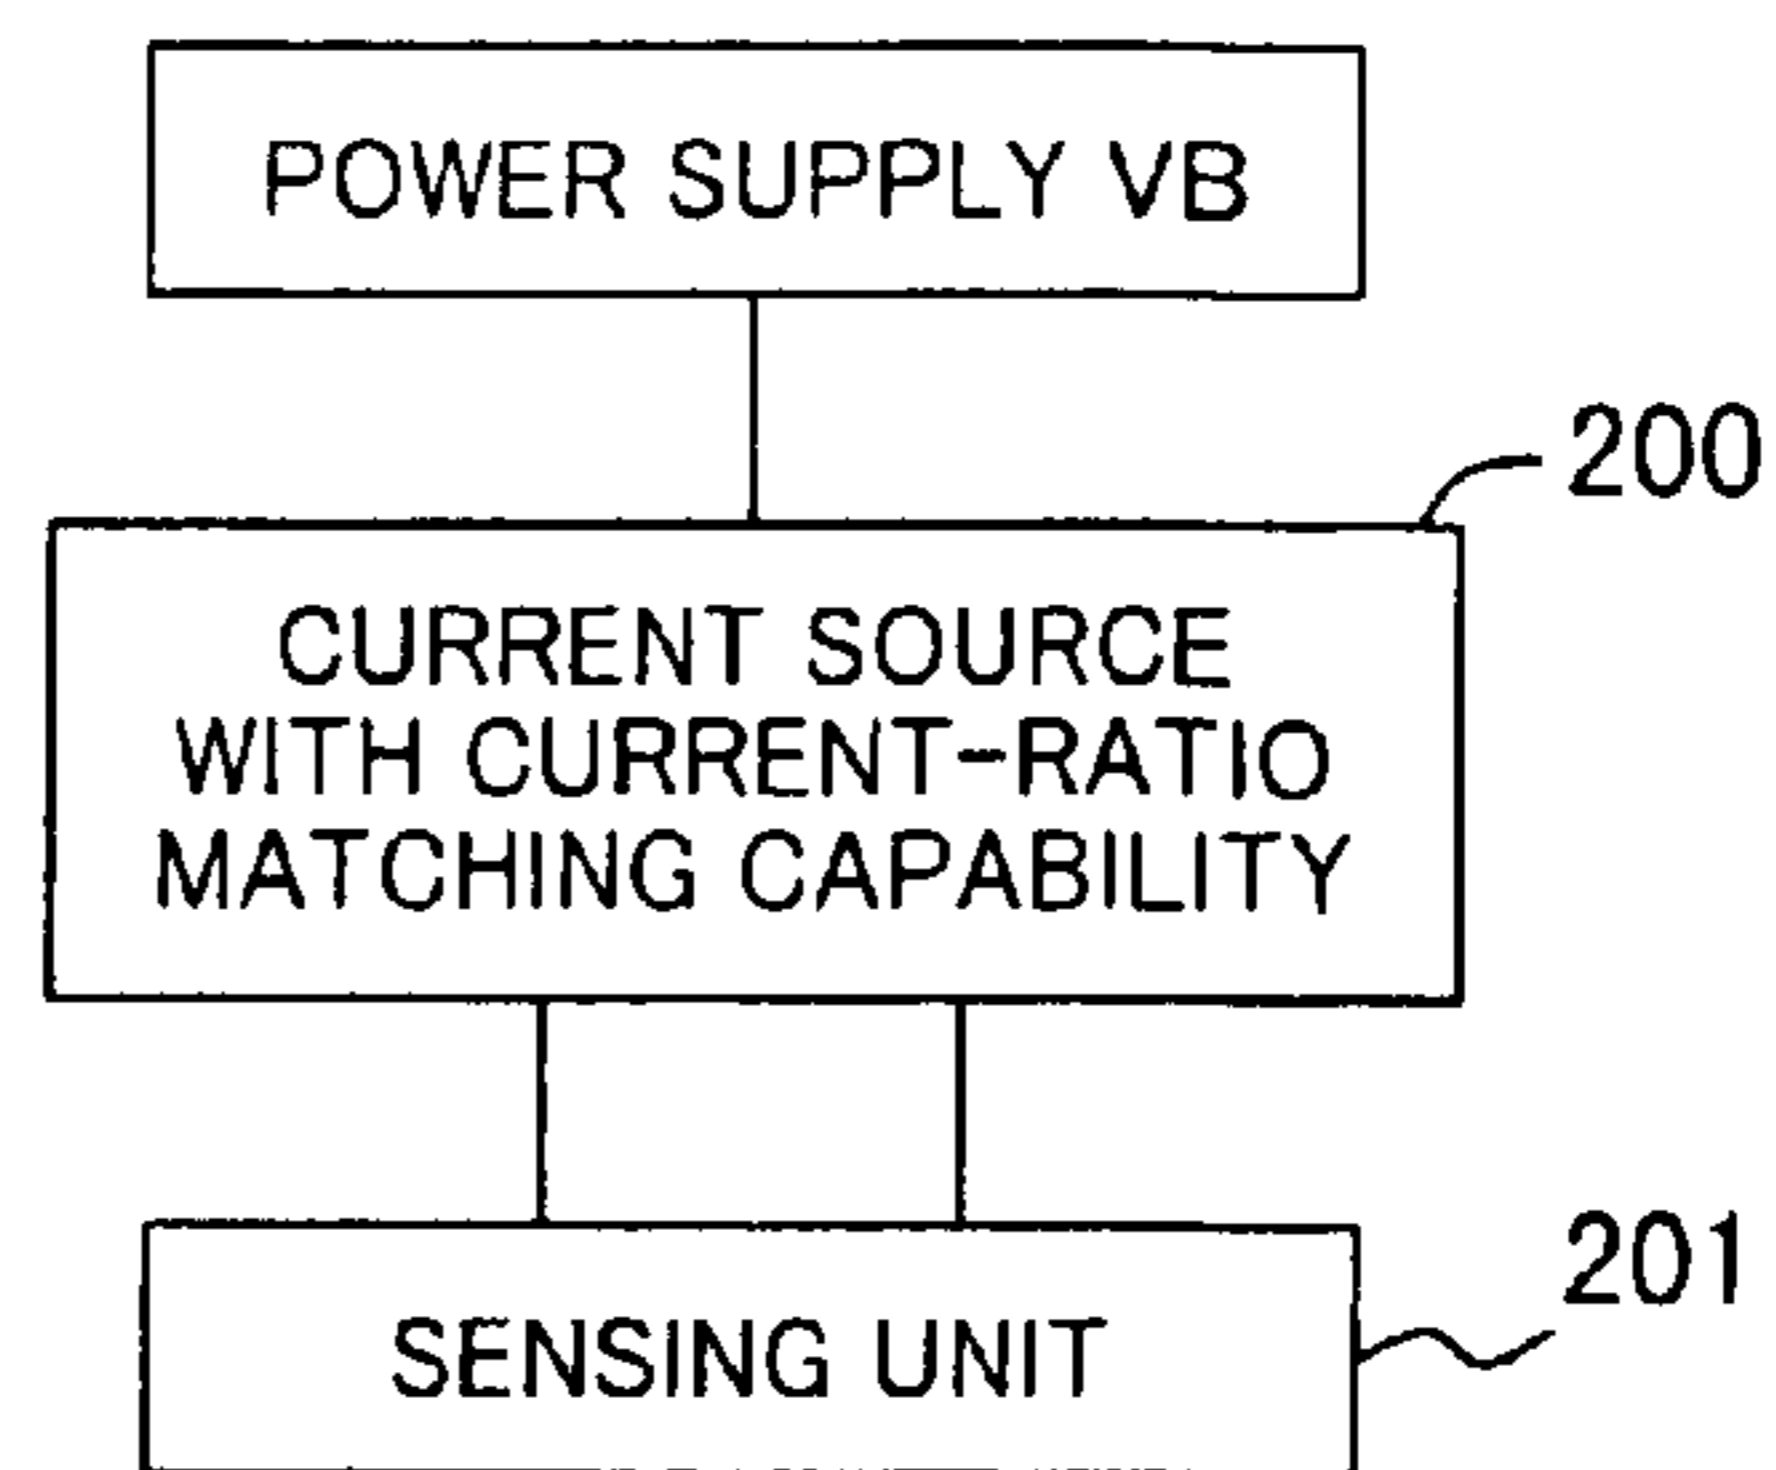 POWER SUPPLY VB
200
CURRENT SOURCE
WITH CURRENT-RATIO
MATCHING CAPABILITY
201
SENSING UNIT